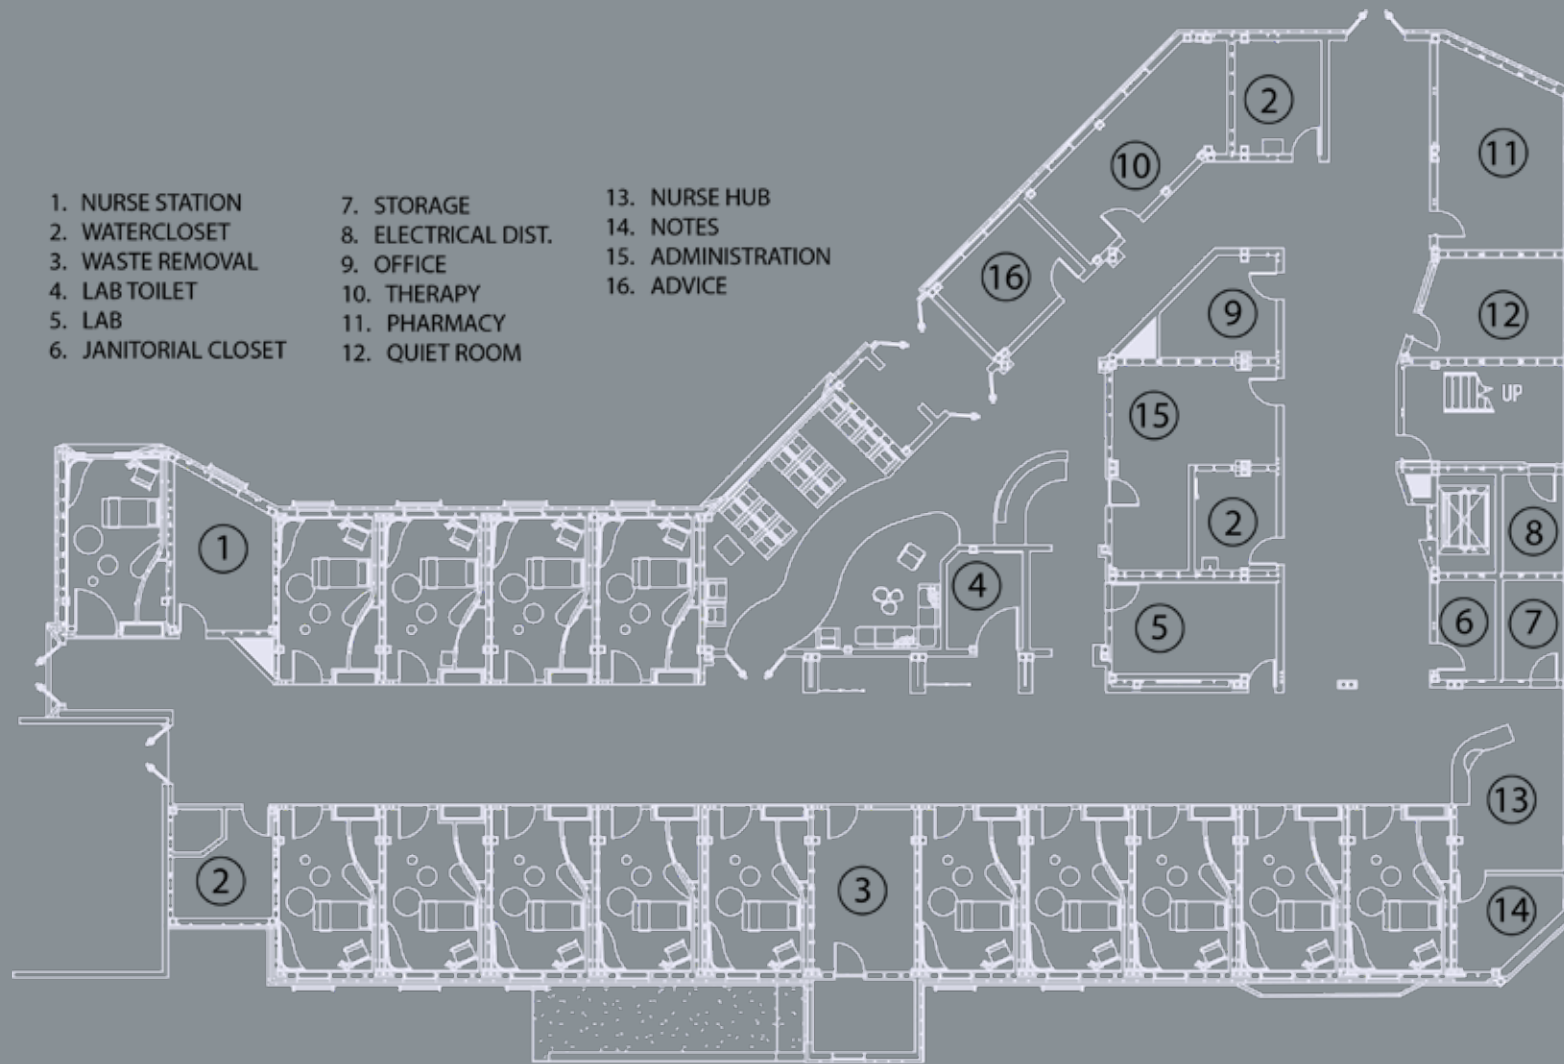 1. NURSE STATION
2. WATERCLOSET
3. WASTE REMOVAL
4. LAB TOILET
5. LAB
6. JANITORIAL CLOSET
7. STORAGE
8. ELECTRICAL DIST.
9. OFFICE
10. THERAPY
11. PHARMACY
12. QUIET ROOM
13. NURSE HUB
14. NOTES
15. ADMINISTRATION
16. ADVICE
2
10
11
16
9
12
15
UP
1
2
8
4
5
6
7
13
2
3
14